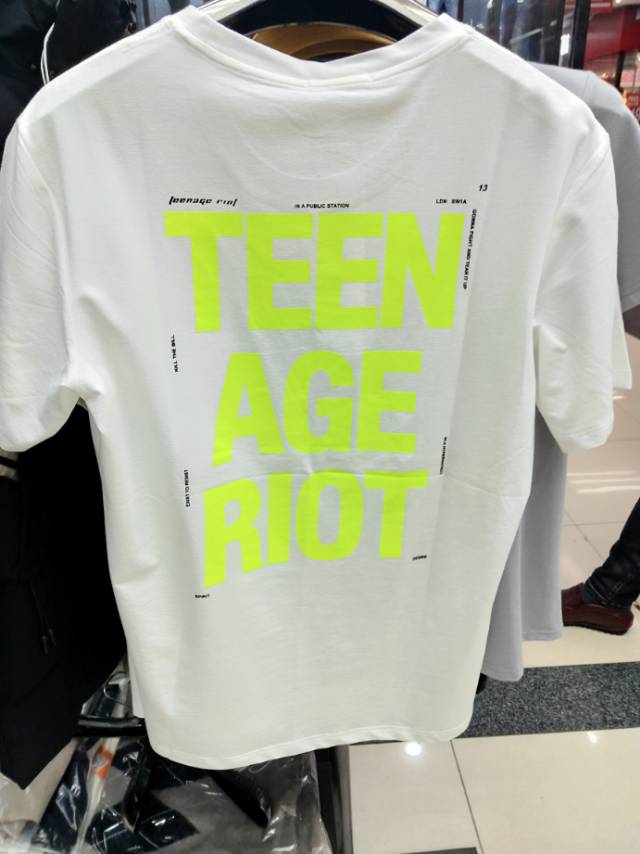 teenage riot
IN A PUBLIC STATION
LDN SW1A
13
TEEN
GONNA FIGHT AND TEAR IT UP
KILL THE BILL
AGE
RIOT
SPIRIT